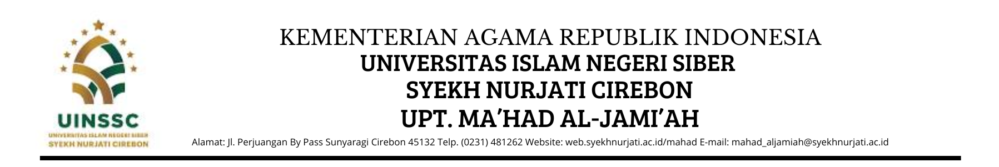 KEMENTERIAN AGAMA REPUBLIK INDONESIA
UNIVERSITAS ISLAM NEGERI SIBER
SYEKH NURJATI CIREBON
UPT. MA’HAD AL-JAMI’AH
Alamat: Jl. Perjuangan By Pass Sunyaragi Cirebon 45132 Telp. (0231) 481262 Website: web.syekhnurjati.ac.id/mahad E-mail: mahad_aljamiah@syekhnurjati.ac.id
UINSSC
UNIVERSITAS ISLAM NEGERI SIBER
SYEKH NURJATI CIREBON